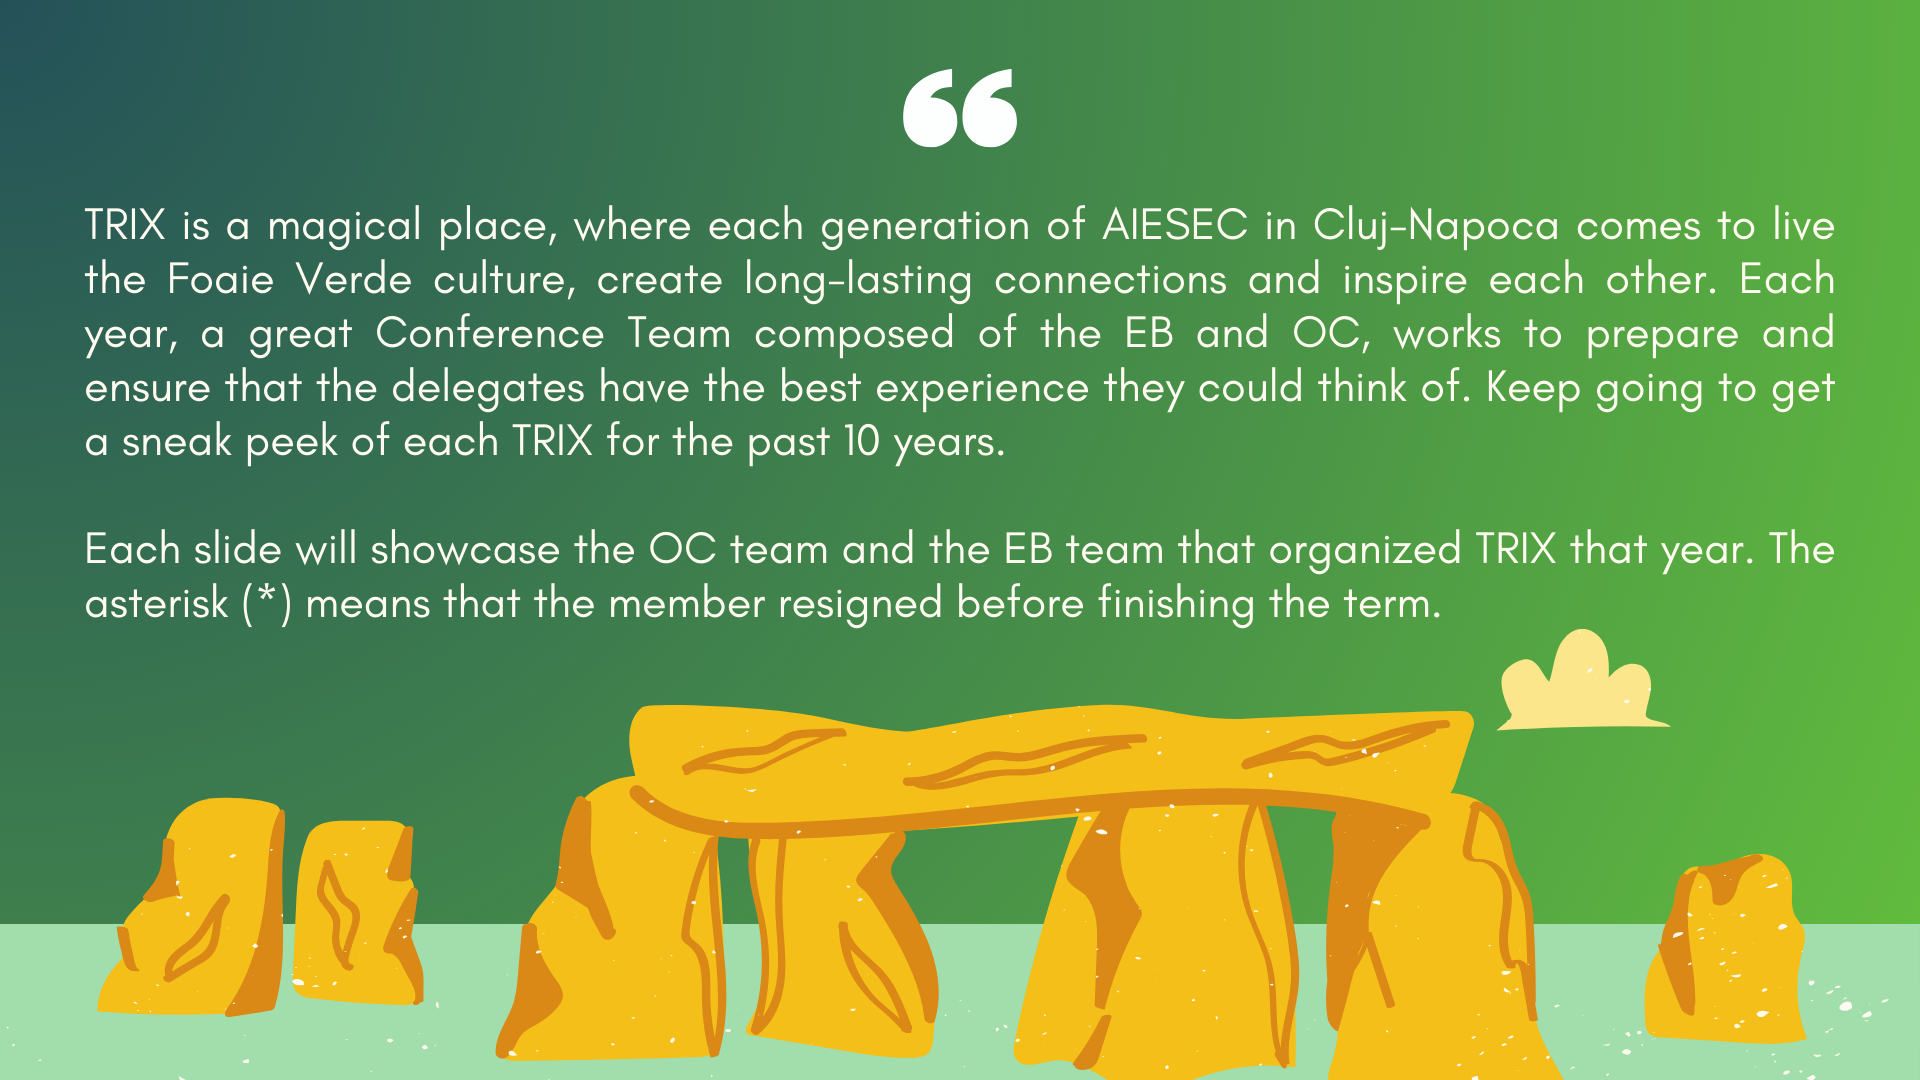 “
TRIX is a magical place, where each generation of AIESEC in Cluj-Napoca comes to live
the Foaie Verde culture, create long-lasting connections and inspire each other. Each
year, a great Conference Team composed of the EB and OC, works to prepare and
ensure that the delegates have the best experience they could think of. Keep going to get
a sneak peek of each TRIX for the past 10 years.
Each slide will showcase the OC team and the EB team that organized TRIX that year. The
asterisk (*) means that the member resigned before finishing the term.